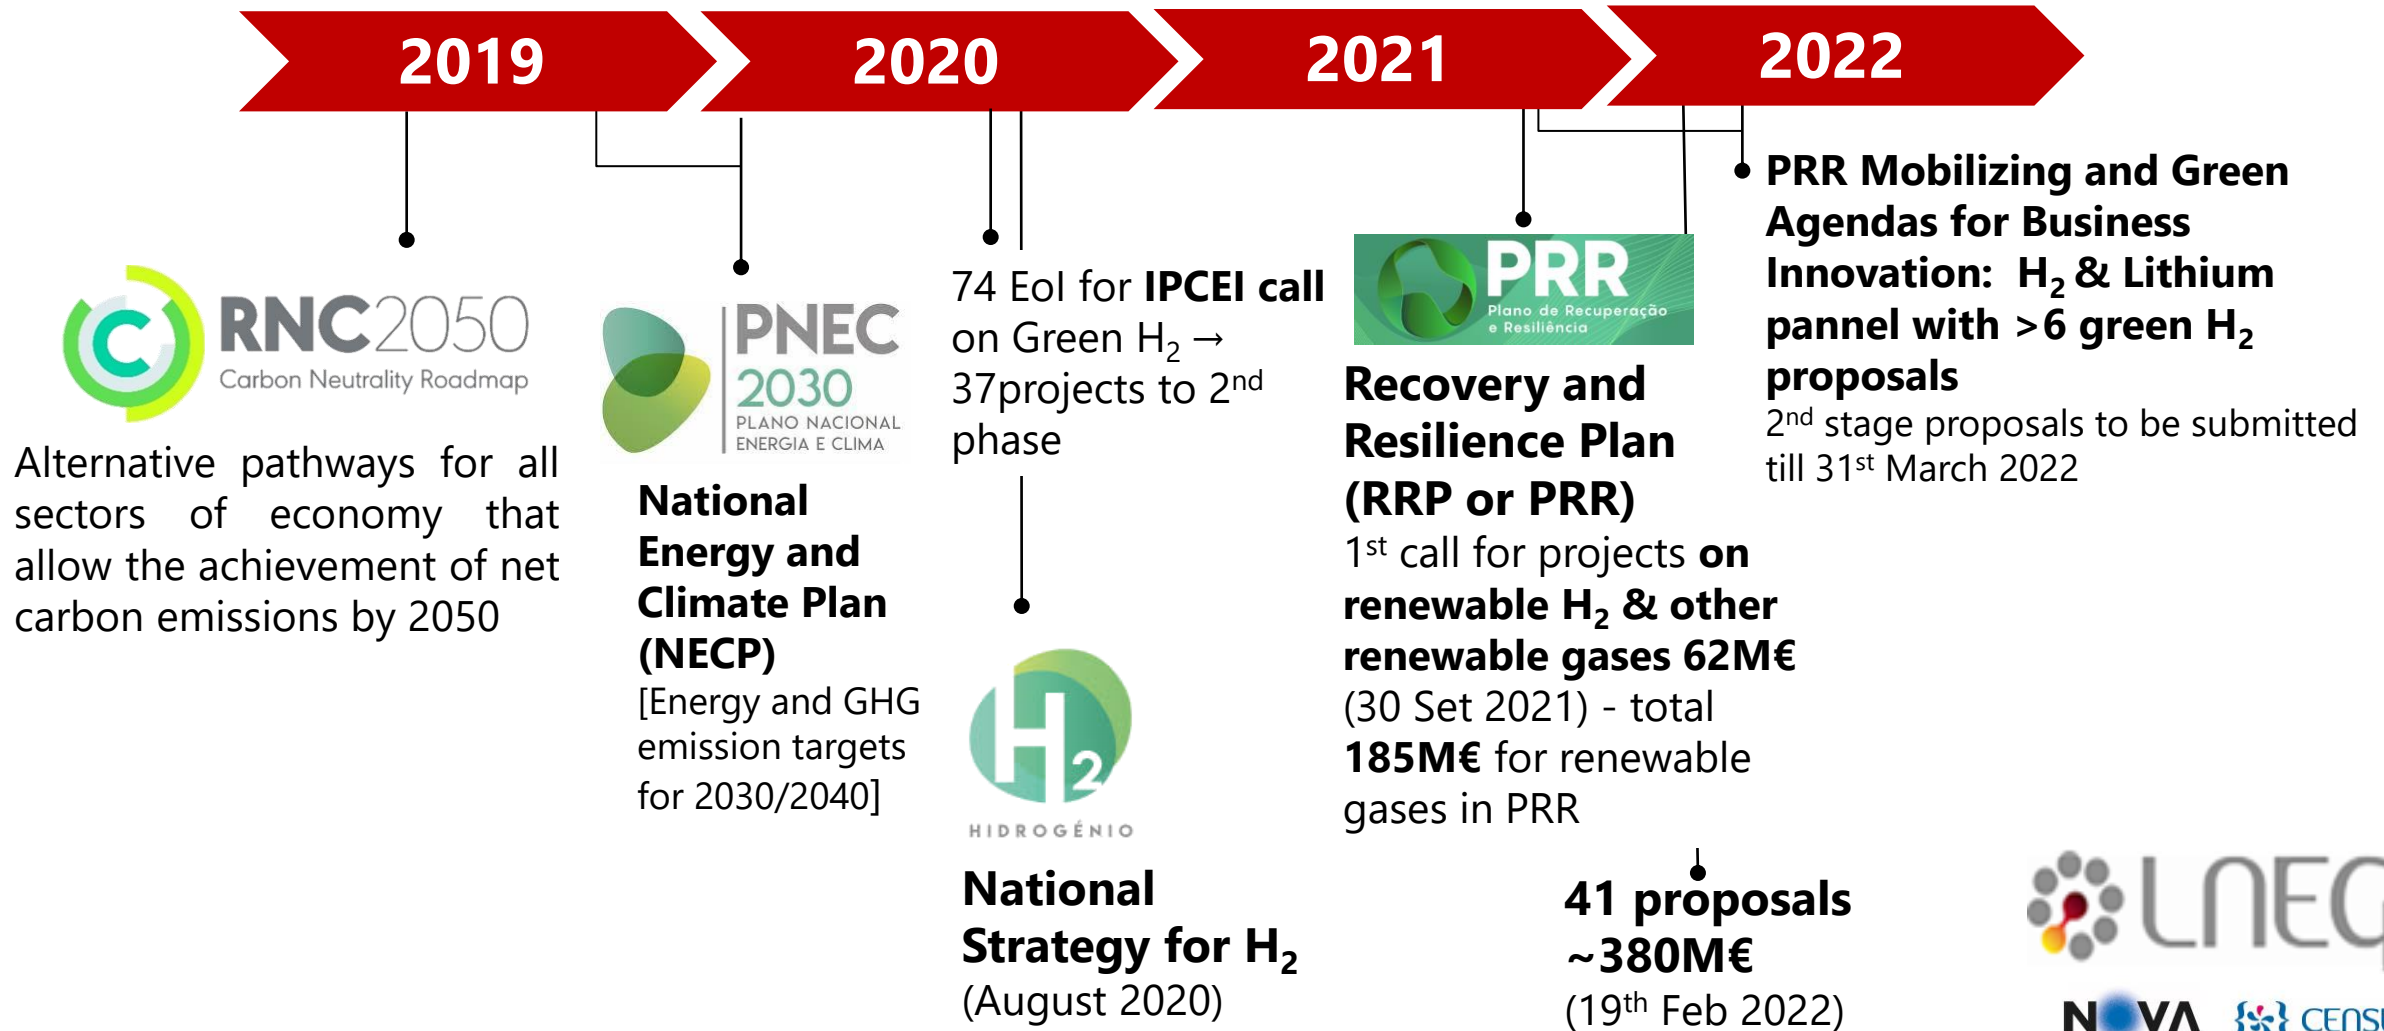 2019
2020
2021
2022
RNC2050
Carbon Neutrality Roadmap
Alternative pathways for all
sectors of economy that
allow the achievement of net
carbon emissions by 2050
PNEC
2030
PLANO NACIONAL
ENERGIA E CLIMA
National
Energy and
Climate Plan
(NECP)
[Energy and GHG
emission targets
for 2030/2040]
74 EoI for IPCEI call
on Green H₂ →
37projects to 2nd
phase
H₂
HIDROGÉNIO
National
Strategy for H₂
(August 2020)
PRR
Plano de Recuperação
e Resiliência
Recovery and
Resilience Plan
(RRP or PRR)
1st call for projects on
renewable H₂ & other
renewable gases 62M€
(30 Set 2021) - total
185M€ for renewable
gases in PRR
41 proposals
~380M€
(19th Feb 2022)
PRR Mobilizing and Green
Agendas for Business
Innovation: H₂ & Lithium
pannel with >6 green H₂
proposals
2nd stage proposals to be submitted
till 31st March 2022
LNEG
NOVA
CENSE